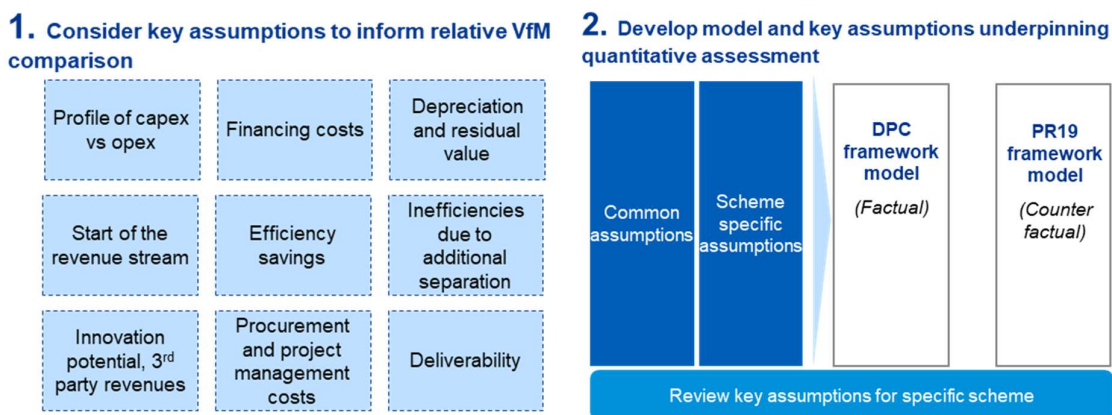 1. Consider key assumptions to inform relative VfM
comparison
Profile of capex
vs opex
Financing costs
Depreciation
and residual
value
Start of the
revenue stream
Efficiency
savings
Inefficiencies
due to
additional
separation
Innovation
potential, 3rd
party revenues
Procurement
and project
management
costs
Deliverability
2. Develop model and key assumptions underpinning
quantitative assessment
Common
assumptions
Scheme
specific
assumptions
DPC
framework
model
(Factual)
PR19
framework
model
(Counter
factual)
Review key assumptions for specific scheme